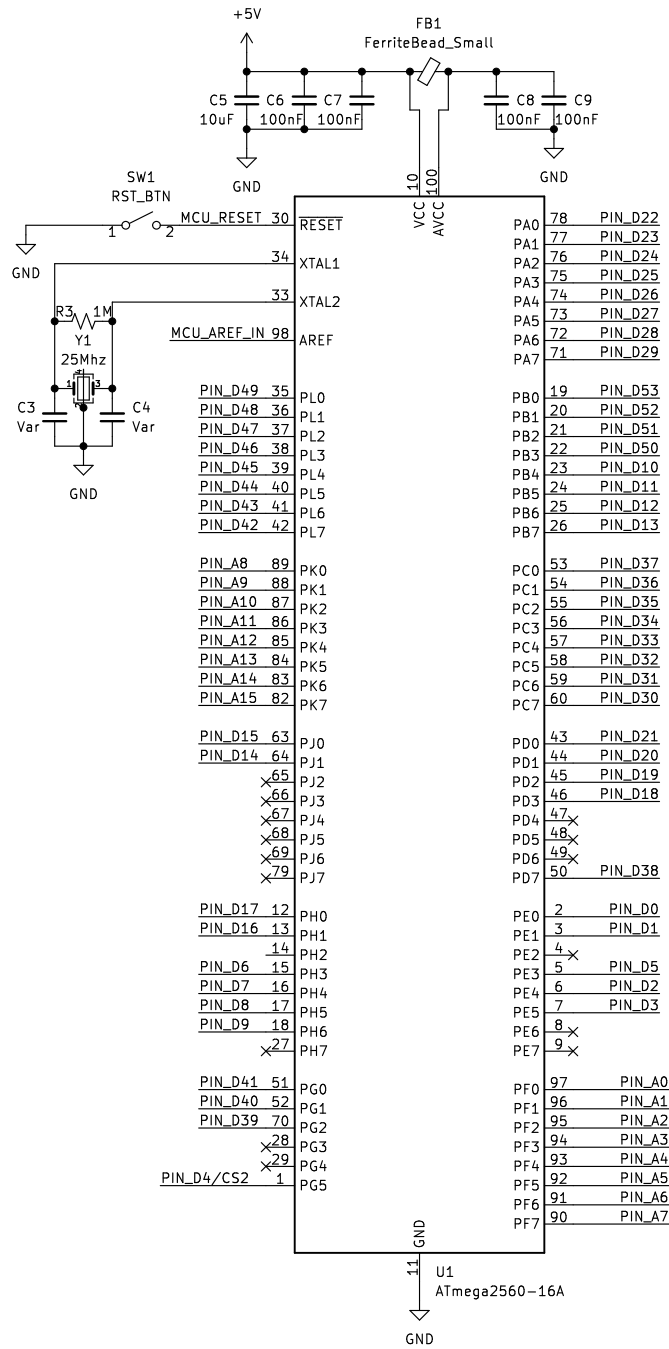 +5V
FB1
FerriteBead_Small
C5 C6 C7 C8 C9
10uF 100nF 100nF 100nF 100nF
GND GND
10 100
VCC AVCC
SW1
RST_BTN
1 2 MCU_RESET 30 RESET
GND
34 XTAL1
33 XTAL2
R3 1M
Y1
25Mhz
1 3
4
2
C3 C4
Var Var
GND
MCU_AREF_IN 98 AREF
PIN_D49 35 PL0
PIN_D48 36 PL1
PIN_D47 37 PL2
PIN_D46 38 PL3
PIN_D45 39 PL4
PIN_D44 40 PL5
PIN_D43 41 PL6
PIN_D42 42 PL7
PIN_A8 89 PK0
PIN_A9 88 PK1
PIN_A10 87 PK2
PIN_A11 86 PK3
PIN_A12 85 PK4
PIN_A13 84 PK5
PIN_A14 83 PK6
PIN_A15 82 PK7
PIN_D15 63 PJ0
PIN_D14 64 PJ1
65 PJ2
66 PJ3
67 PJ4
68 PJ5
69 PJ6
79 PJ7
PIN_D17 12 PH0
PIN_D16 13 PH1
14 PH2
PIN_D6 15 PH3
PIN_D7 16 PH4
PIN_D8 17 PH5
PIN_D9 18 PH6
27 PH7
PIN_D41 51 PG0
PIN_D40 52 PG1
PIN_D39 70 PG2
28 PG3
29 PG4
PIN_D4/CS2 1 PG5
PA0 78 PIN_D22
PA1 77 PIN_D23
PA2 76 PIN_D24
PA3 75 PIN_D25
PA4 74 PIN_D26
PA5 73 PIN_D27
PA6 72 PIN_D28
PA7 71 PIN_D29
PB0 19 PIN_D53
PB1 20 PIN_D52
PB2 21 PIN_D51
PB3 22 PIN_D50
PB4 23 PIN_D10
PB5 24 PIN_D11
PB6 25 PIN_D12
PB7 26 PIN_D13
PC0 53 PIN_D37
PC1 54 PIN_D36
PC2 55 PIN_D35
PC3 56 PIN_D34
PC4 57 PIN_D33
PC5 58 PIN_D32
PC6 59 PIN_D31
PC7 60 PIN_D30
PD0 43 PIN_D21
PD1 44 PIN_D20
PD2 45 PIN_D19
PD3 46 PIN_D18
PD4 47
PD5 48
PD6 49
PD7 50 PIN_D38
PE0 2 PIN_D0
PE1 3 PIN_D1
PE2 4
PE3 5 PIN_D5
PE4 6 PIN_D2
PE5 7 PIN_D3
PE6 8
PE7 9
PF0 97 PIN_A0
PF1 96 PIN_A1
PF2 95 PIN_A2
PF3 94 PIN_A3
PF4 93 PIN_A4
PF5 92 PIN_A5
PF6 91 PIN_A6
PF7 90 PIN_A7
GND
11
U1
ATmega2560-16A
GND